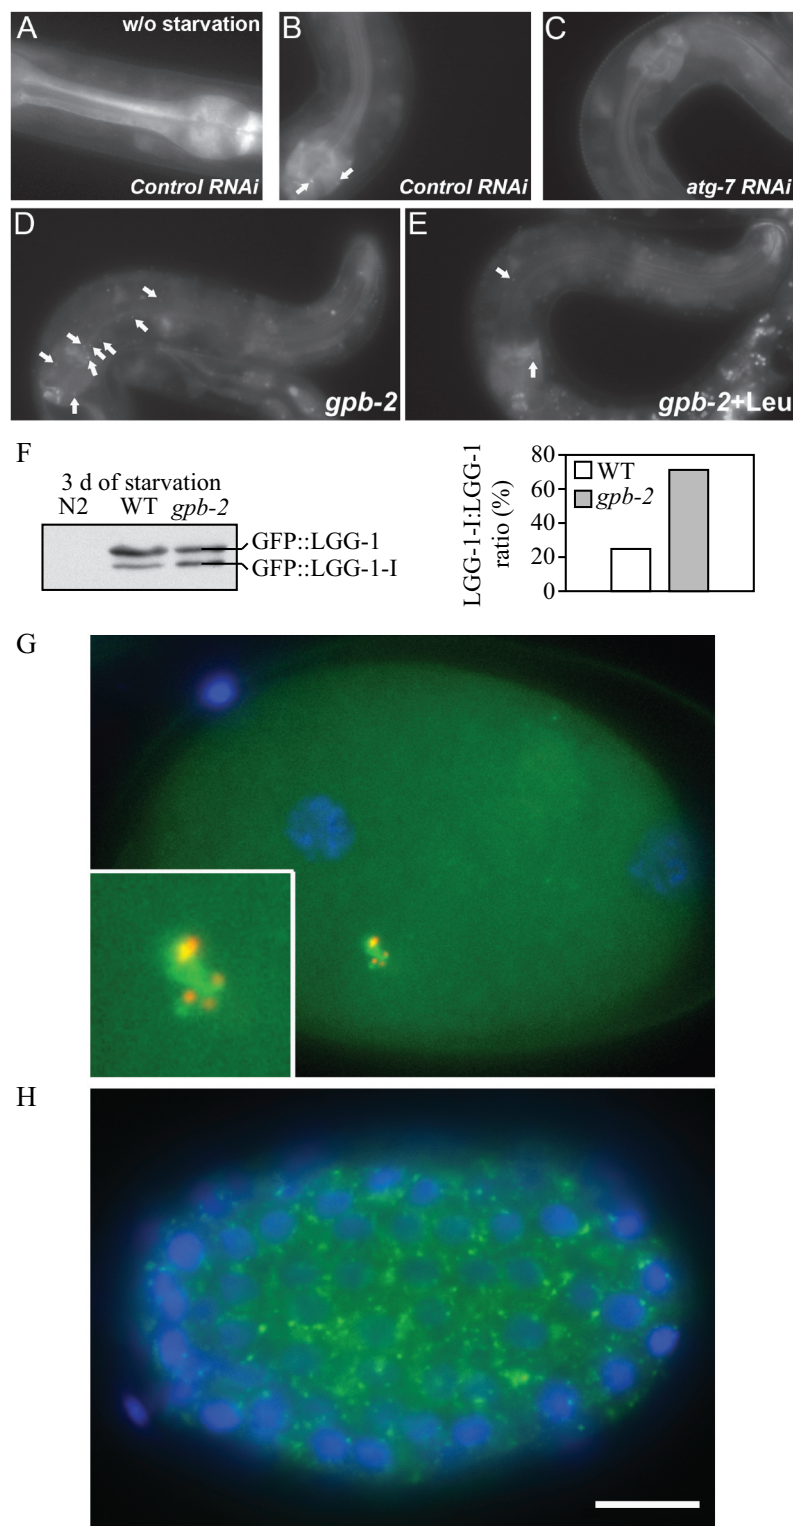 A
w/o starvation
Control RNAi
B
Control RNAi
C
atg-7 RNAi
D
gpb-2
E
gpb-2+Leu
F
3 d of starvation
N2 WT gpb-2
GFP::LGG-1
GFP::LGG-1-I
LGG-1-I:LGG-1
ratio (%)
80
60
40
20
0
WT
gpb-2
G
H